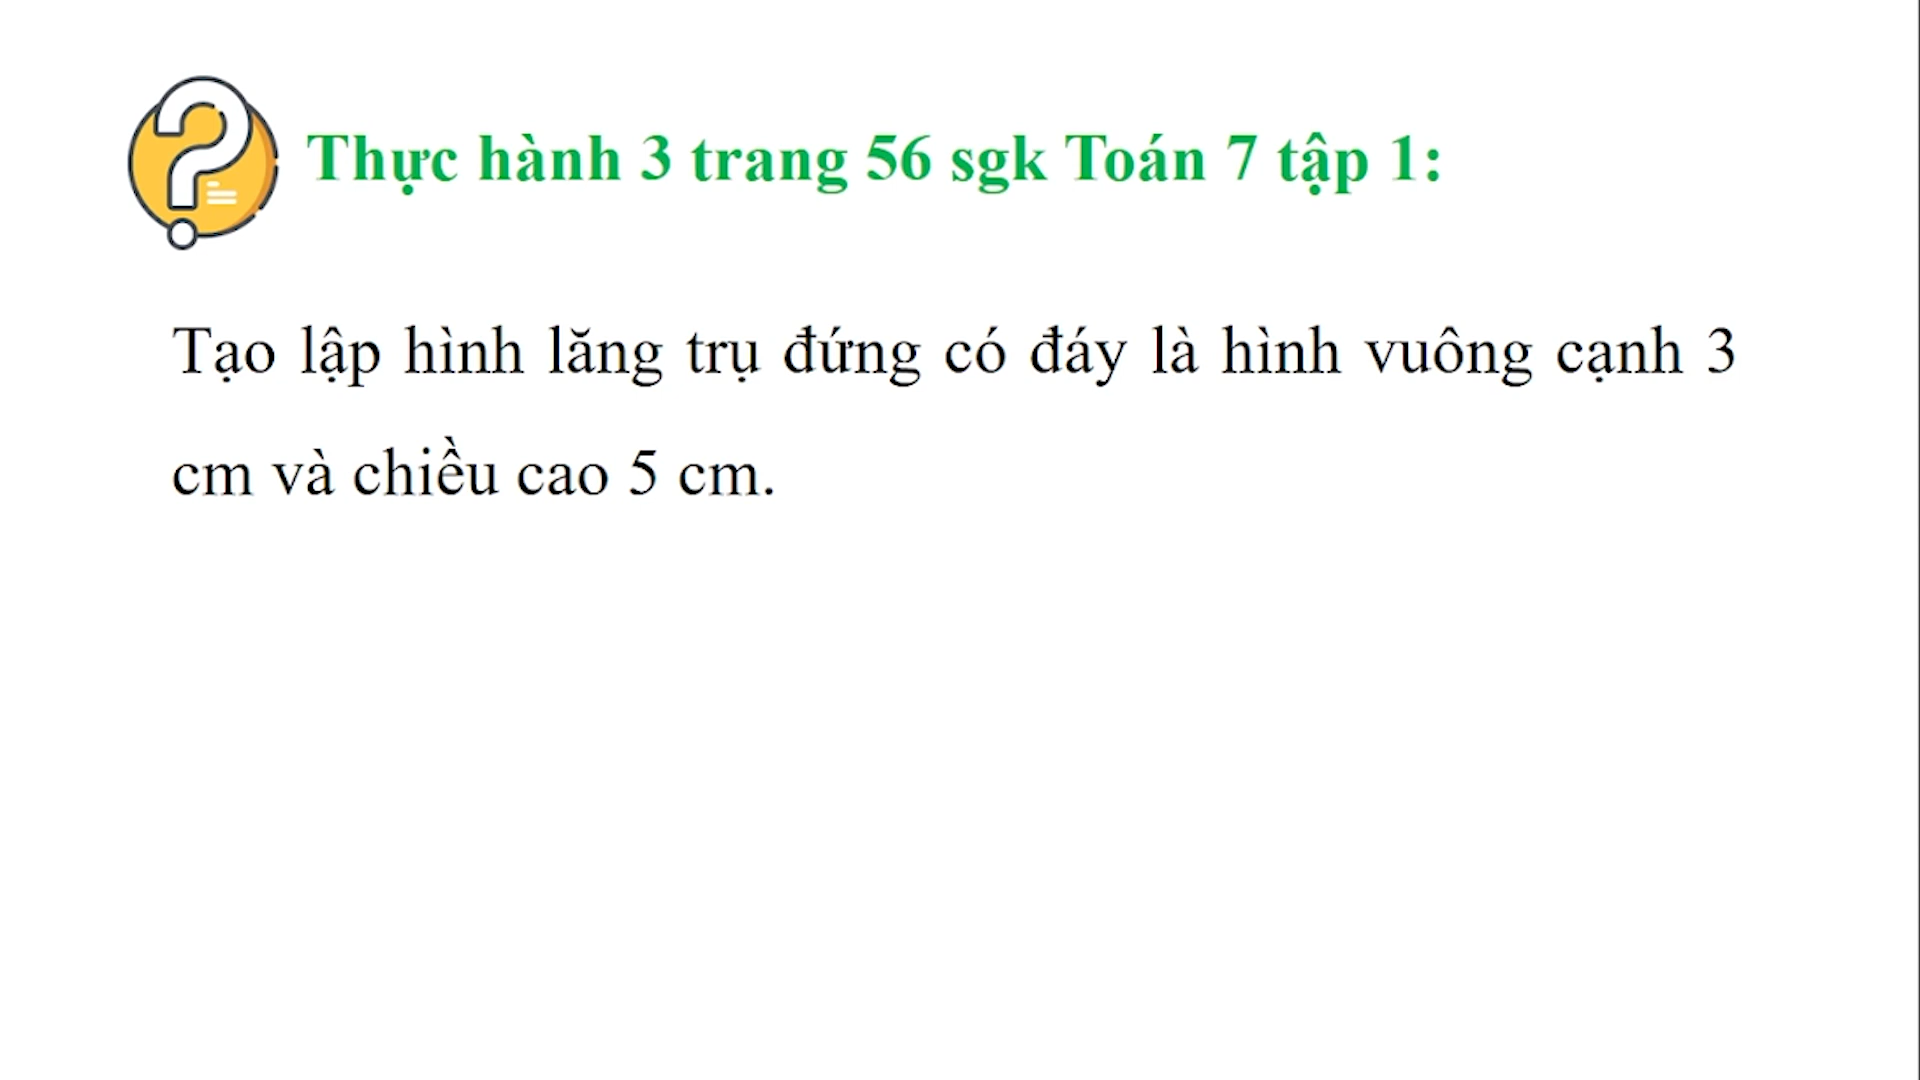 Thực hành 3 trang 56 sgk Toán 7 tập 1:
Tạo lập hình lăng trụ đứng có đáy là hình vuông cạnh 3
cm và chiều cao 5 cm.